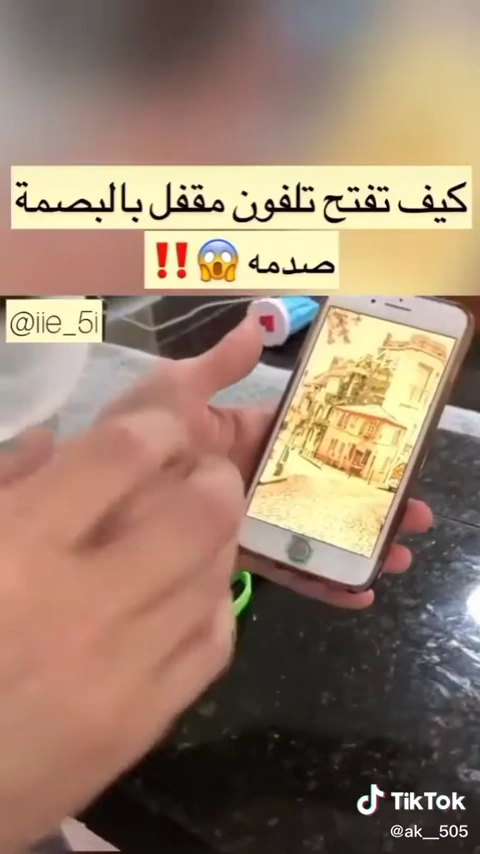 كيف تفتح تلفون مقفل بالبصمة
صدمه 😱‼️
@iie_5i
TikTok
@ak__505